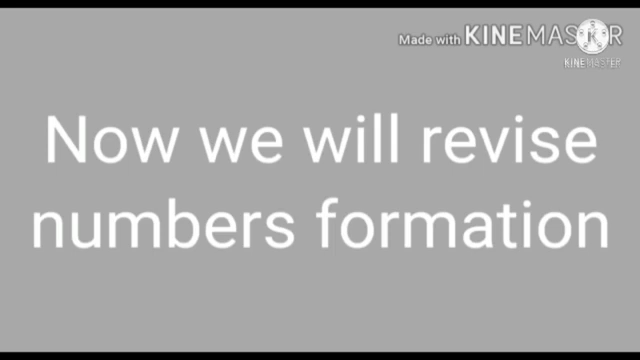 Made with KINEMASTER
KINEMASTER
Now we will revise
numbers formation